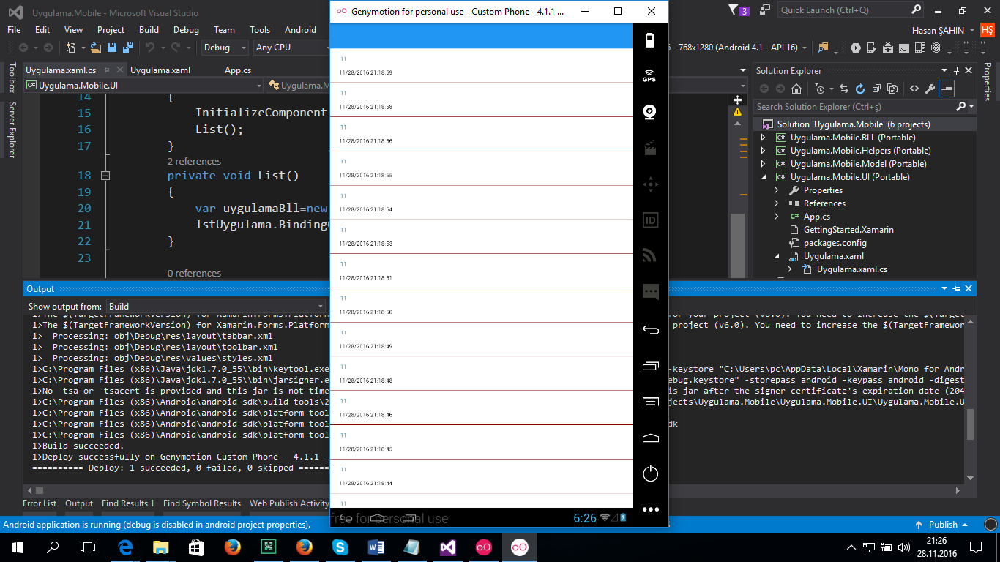 Uygulama.Mobile - Microsoft Visual Studio
3
Quick Launch (Ctrl+Q)
File Edit View Project Build Debug Team Tools Android
Hasan ŞAHİN HŞ
Debug Any CPU
- 768x1280 (Android 4.1 - API 16)
Toolbox
Server Explorer
Uygulama.xaml.cs Uygulama.xaml App.cs
Uygulama.Mobile.UI Uygulama.M
14 {
15 InitializeComponent
16 List();
17 }
2 references
18 private void List()
19 {
20 var uygulamaBll=new
21 lstUygulama.Binding
22 }
23
0 references
Genymotion for personal use - Custom Phone - 4.1.1 ...
11
11/28/2016 21:18:59
11
11/28/2016 21:18:58
11
11/28/2016 21:18:56
11
11/28/2016 21:18:55
11
11/28/2016 21:18:54
11
11/28/2016 21:18:53
11
11/28/2016 21:18:51
11
11/28/2016 21:18:50
11
11/28/2016 21:18:49
11
11/28/2016 21:18:48
11
11/28/2016 21:18:46
11
11/28/2016 21:18:45
11
11/28/2016 21:18:44
11
free for personal use
6:26
GPS
ID
Solution Explorer
Search Solution Explorer (Ctrl+ş)
Solution 'Uygulama.Mobile' (6 projects)
C# Uygulama.Mobile.BLL (Portable)
C# Uygulama.Mobile.Helpers (Portable)
C# Uygulama.Mobile.Model (Portable)
C# Uygulama.Mobile.UI (Portable)
Properties
References
C# App.cs
GettingStarted.Xamarin
packages.config
Uygulama.xaml
Uygulama.xaml.cs
Properties
Output
Show output from: Build
1>The $(TargetFrameworkVersion) for Xamarin.Forms.Platfor your project (v6.0). You need to increase the $(Target
1>The $(TargetFrameworkVersion) for Xamarin.Forms.Platform project (v6.0). You need to increase the $(TargetFramewor
1> Processing: obj\Debug\res\layout\tabbar.xml
1> Processing: obj\Debug\res\layout\toolbar.xml
1> Processing: obj\Debug\res\values\styles.xml
1>C:\Program Files (x86)\Java\jdk1.7.0_55\\bin\keytool.exe -keystore "C:\Users\pc\AppData\Local\Xamarin\Mono for Andr
1>C:\Program Files (x86)\Java\jdk1.7.0_55\\bin\jarsigner.e ebug.keystore" -storepass android -keypass android -digest
1>No -tsa or -tsacert is provided and this jar is not time is jar after the signer certificate's expiration date (204
1>C:\Program Files (x86)\Android\android-sdk\build-tools\2 ojects\Uygulama.Mobile\Uygulama.Mobile.UI\Uygulama.Mobile.U
1>C:\Program Files (x86)\Android\android-sdk\platform-tool
1>C:\Program Files (x86)\Android\android-sdk\platform-tool dk
1>C:\Program Files (x86)\Android\android-sdk\platform-tool
1>Build succeeded.
1>Deploy successfully on Genymotion Custom Phone - 4.1.1 -
========== Deploy: 1 succeeded, 0 failed, 0 skipped ======
Error List Output Find Results 1 Find Symbol Results Web Publish Activity
Android application is running (debug is disabled in android project properties).
Publish
21:26
28.11.2016